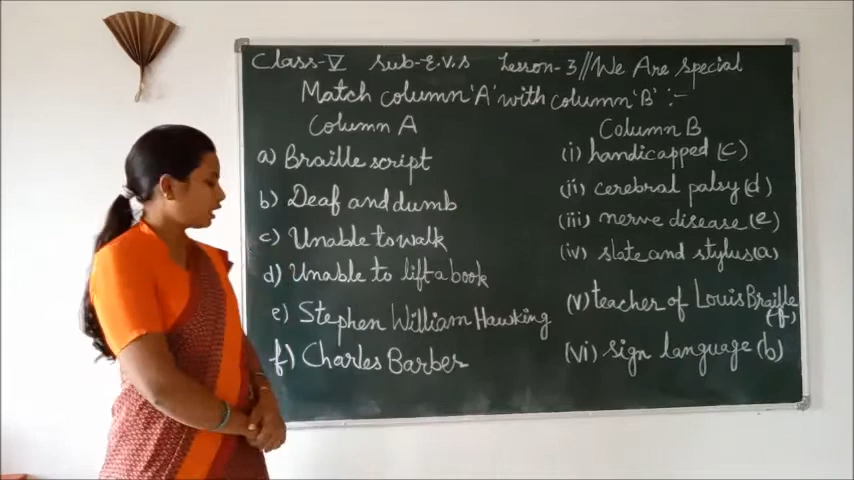 Class-V Sub-E.V.S Lesson-3//We Are Special
Match column 'A' with column 'B' :-
Column A Column B
a) Braille script (i) handicapped (c)
b) Deaf and dumb (ii) cerebral palsy (d)
c) Unable to walk (iii) nerve disease (e)
d) Unable to lift a book (iv) slate and stylus (a)
e) Stephen William Hawking (v) teacher of Louis Braille (f)
f) Charles Barber (vi) sign language (b)